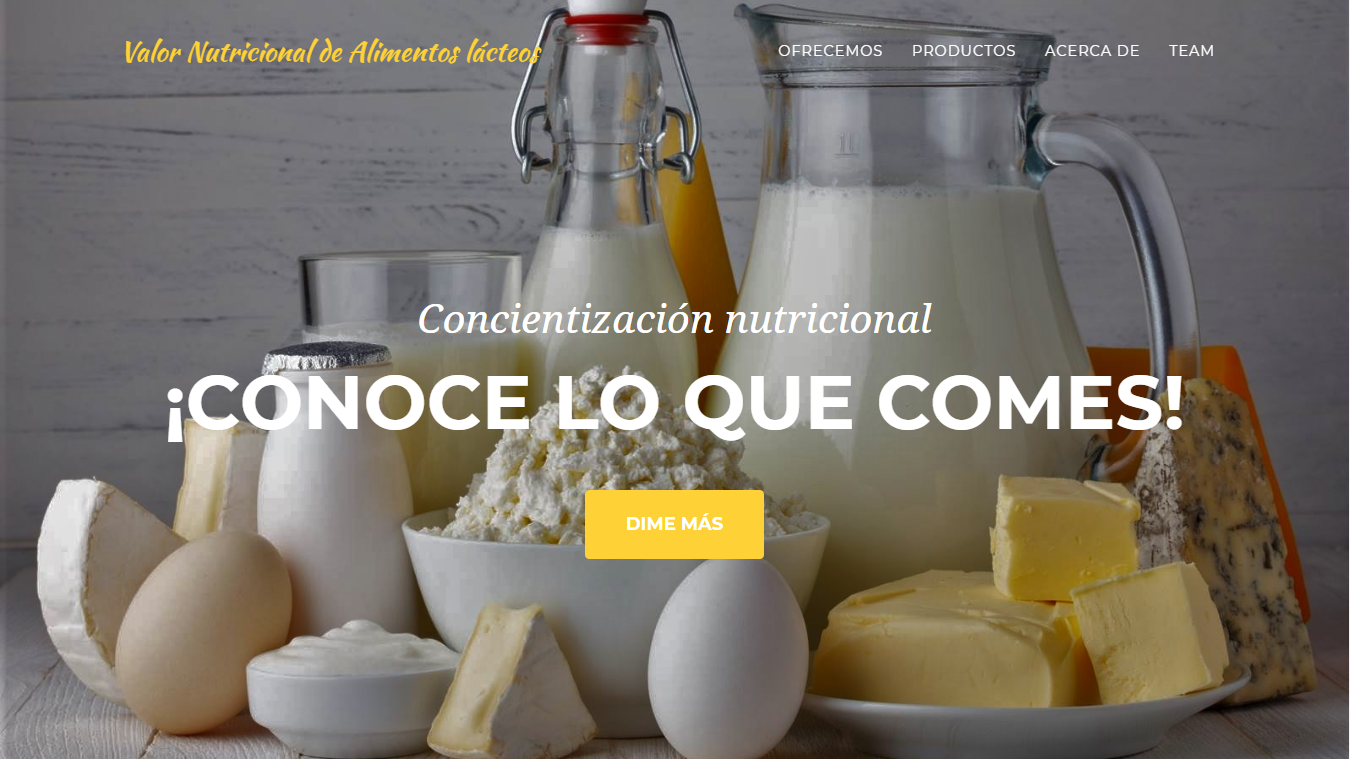 Valor Nutricional de Alimentos lácteos
OFRECEMOS PRODUCTOS ACERCA DE TEAM
Concientización nutricional
¡CONOCE LO QUE COMES!
DIME MÁS